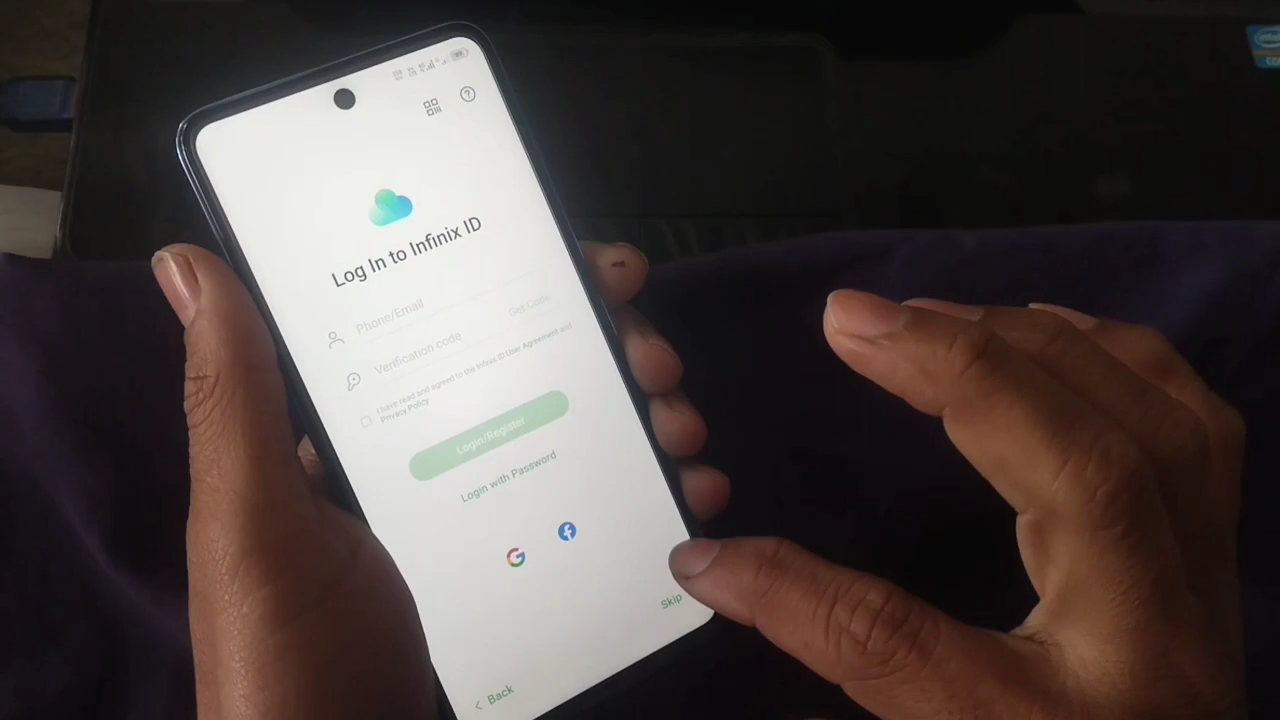 Log In to Infinix ID
Phone/Email
Verification code Get Code
I have read and agreed to the Infinix ID User Agreement and
Privacy Policy
Login/Register
Login with Password
Skip
Back